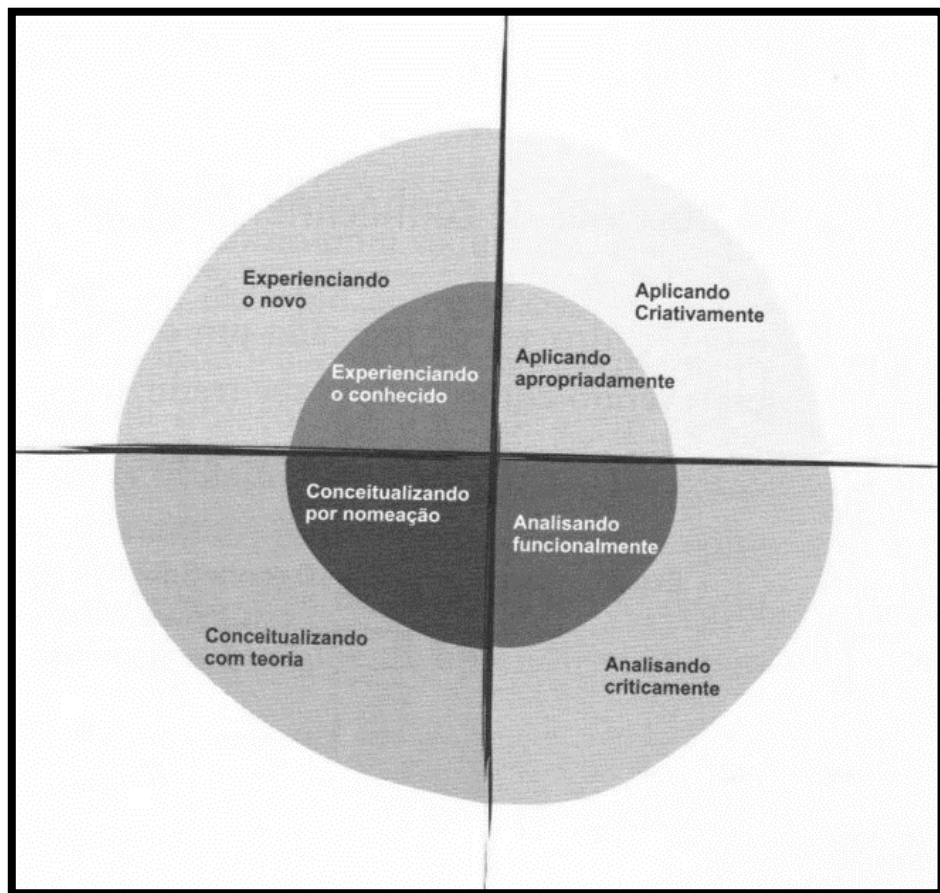 Experienciando
o novo
Aplicando
Criativamente
Experienciando
o conhecido
Aplicando
apropriadamente
Conceitualizando
por nomeação
Analisando
funcionalmente
Conceitualizando
com teoria
Analisando
criticamente